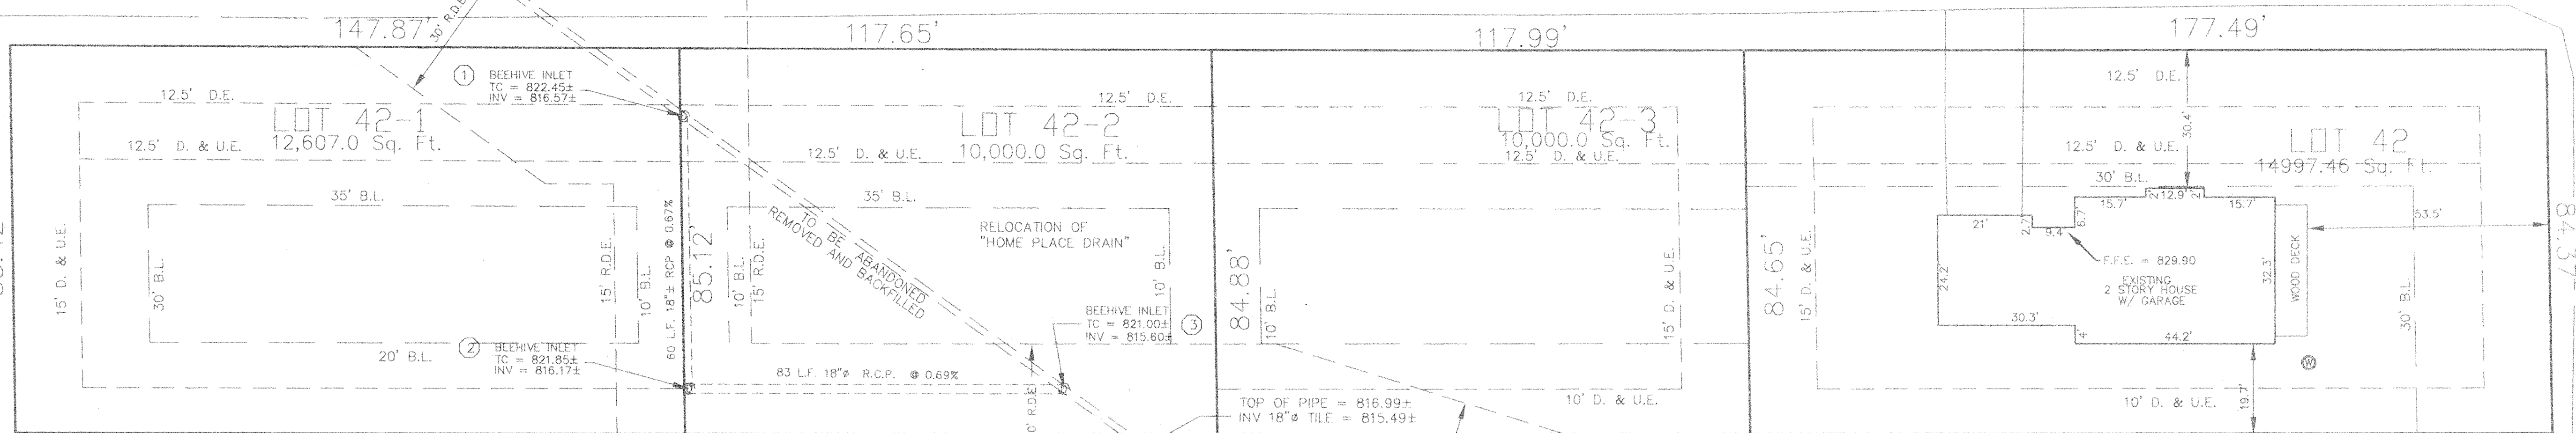 147.87'
30' R.D.E.
117.65'
117.99'
177.49'
1
BEEHIVE INLET
TC = 822.45±
INV = 816.57±
12.5' D.E.
LOT 42-1
12,607.0 Sq. Ft.
12.5' D. & U.E.
35' B.L.
15' D. & U.E.
30' B.L.
20' B.L.
15' R.D.E.
10' B.L.
60 L.F. 18"± RCP @ 0.67%
85.12'
2
BEEHIVE INLET
TC = 821.85±
INV = 816.17±
12.5' D.E.
LOT 42-2
10,000.0 Sq. Ft.
12.5' D. & U.E.
35' B.L.
10' B.L.
15' R.D.E.
TO BE ABANDONED
REMOVED AND BACKFILLED
RELOCATION OF
"HOME PLACE DRAIN"
10' B.L.
BEEHIVE INLET
TC = 821.00±
INV = 815.60±
3
83 L.F. 18"ø R.C.P. @ 0.69%
R.D.E.
TOP OF PIPE = 816.99±
INV 18"ø TILE = 815.49±
84.88'
10' B.L.
12.5' D.E.
LOT 42-3
10,000.0 Sq. Ft.
12.5' D. & U.E.
15' D. & U.E.
10' D. & U.E.
84.65'
15' D. & U.E.
12.5' D.E.
30.4'
12.5' D. & U.E.
LOT 42
14997.46 Sq. Ft.
30' B.L.
21'
2.7'
9.4'
6.7'
15.7'
2'
12.9'
2'
15.7'
24.2'
F.F.E. = 829.90
EXISTING
2 STORY HOUSE
W/ GARAGE
32.3'
WOOD DECK
53.5'
30' B.L.
30.3'
4'
44.2'
W
10' D. & U.E.
19.7'
84.37'